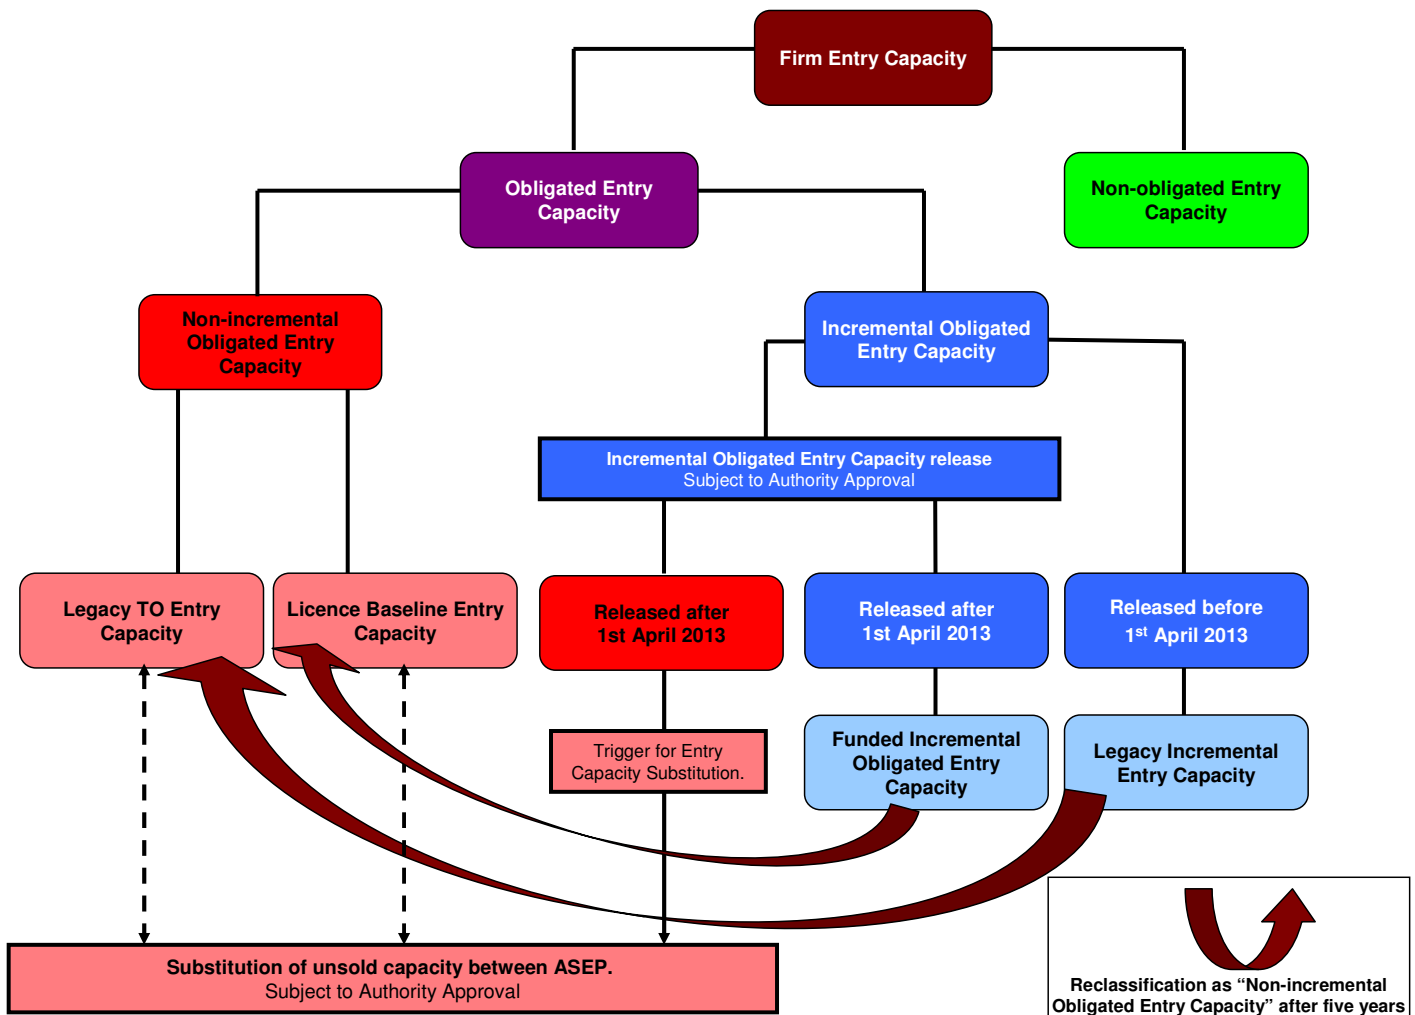 Firm Entry Capacity
Obligated Entry
Capacity
Non-obligated Entry
Capacity
Non-incremental
Obligated Entry
Capacity
Incremental Obligated
Entry Capacity
Incremental Obligated Entry Capacity release
Subject to Authority Approval
Legacy TO Entry
Capacity
Licence Baseline Entry
Capacity
Released after
1st April 2013
Released after
1st April 2013
Released before
1st April 2013
Trigger for Entry
Capacity Substitution.
Funded Incremental
Obligated Entry
Capacity
Legacy Incremental
Entry Capacity
Substitution of unsold capacity between ASEP.
Subject to Authority Approval
Reclassification as “Non-incremental
Obligated Entry Capacity” after five years